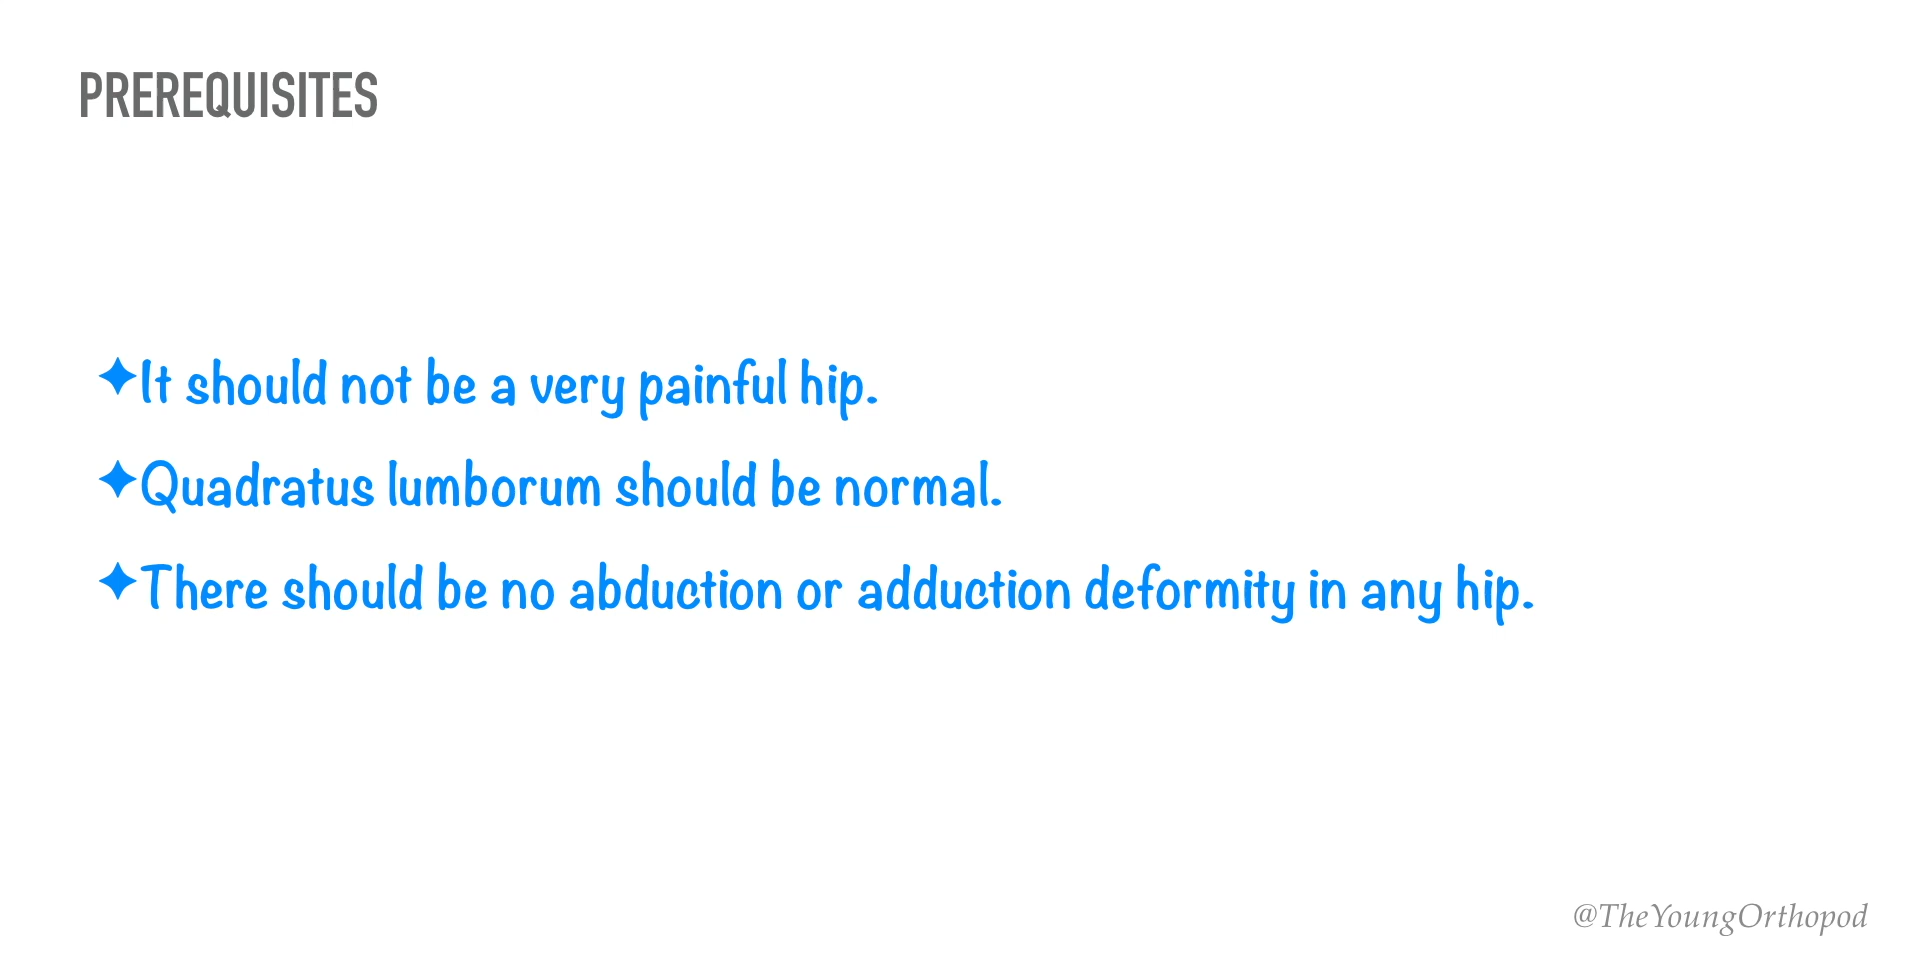 PREREQUISITES
✦It should not be a very painful hip.
✦Quadratus lumborum should be normal.
✦There should be no abduction or adduction deformity in any hip.
@TheYoungOrthopod